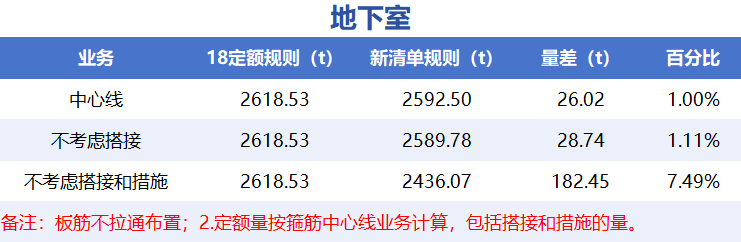 地下室
业务 18定额规则（t） 新清单规则（t） 量差（t） 百分比
中心线 2618.53 2592.50 26.02 1.00%
不考虑搭接 2618.53 2589.78 28.74 1.11%
不考虑搭接和措施 2618.53 2436.07 182.45 7.49%
备注：板筋不拉通布置；2.定额量按箍筋中心线业务计算，包括搭接和措施的量。